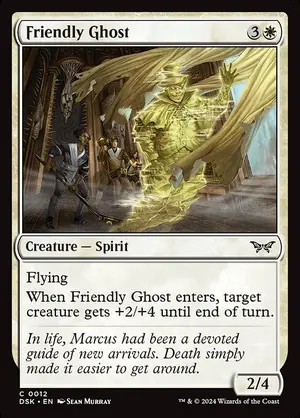 Friendly Ghost 3
Creature — Spirit
Flying
When Friendly Ghost enters, target
creature gets +2/+4 until end of turn.
In life, Marcus had been a devoted
guide of new arrivals. Death simply
made it easier to get around.
2/4
C 0012
DSK • EN Sean Murray
™ & © 2024 Wizards of the Coast